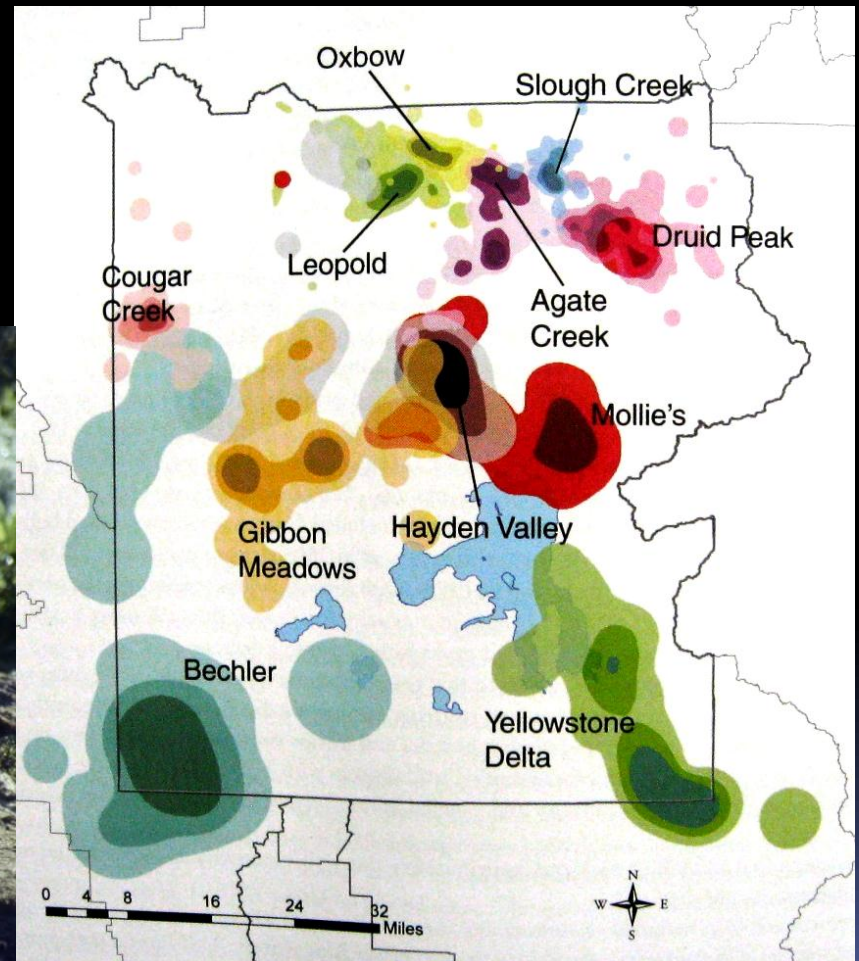 Oxbow
Slough Creek
Leopold
Druid Peak
Cougar
Creek
Agate
Creek
Mollie's
Gibbon
Meadows
Hayden Valley
Bechler
Yellowstone
Delta
0 4 8 16 24 32
Miles
N
W E
S